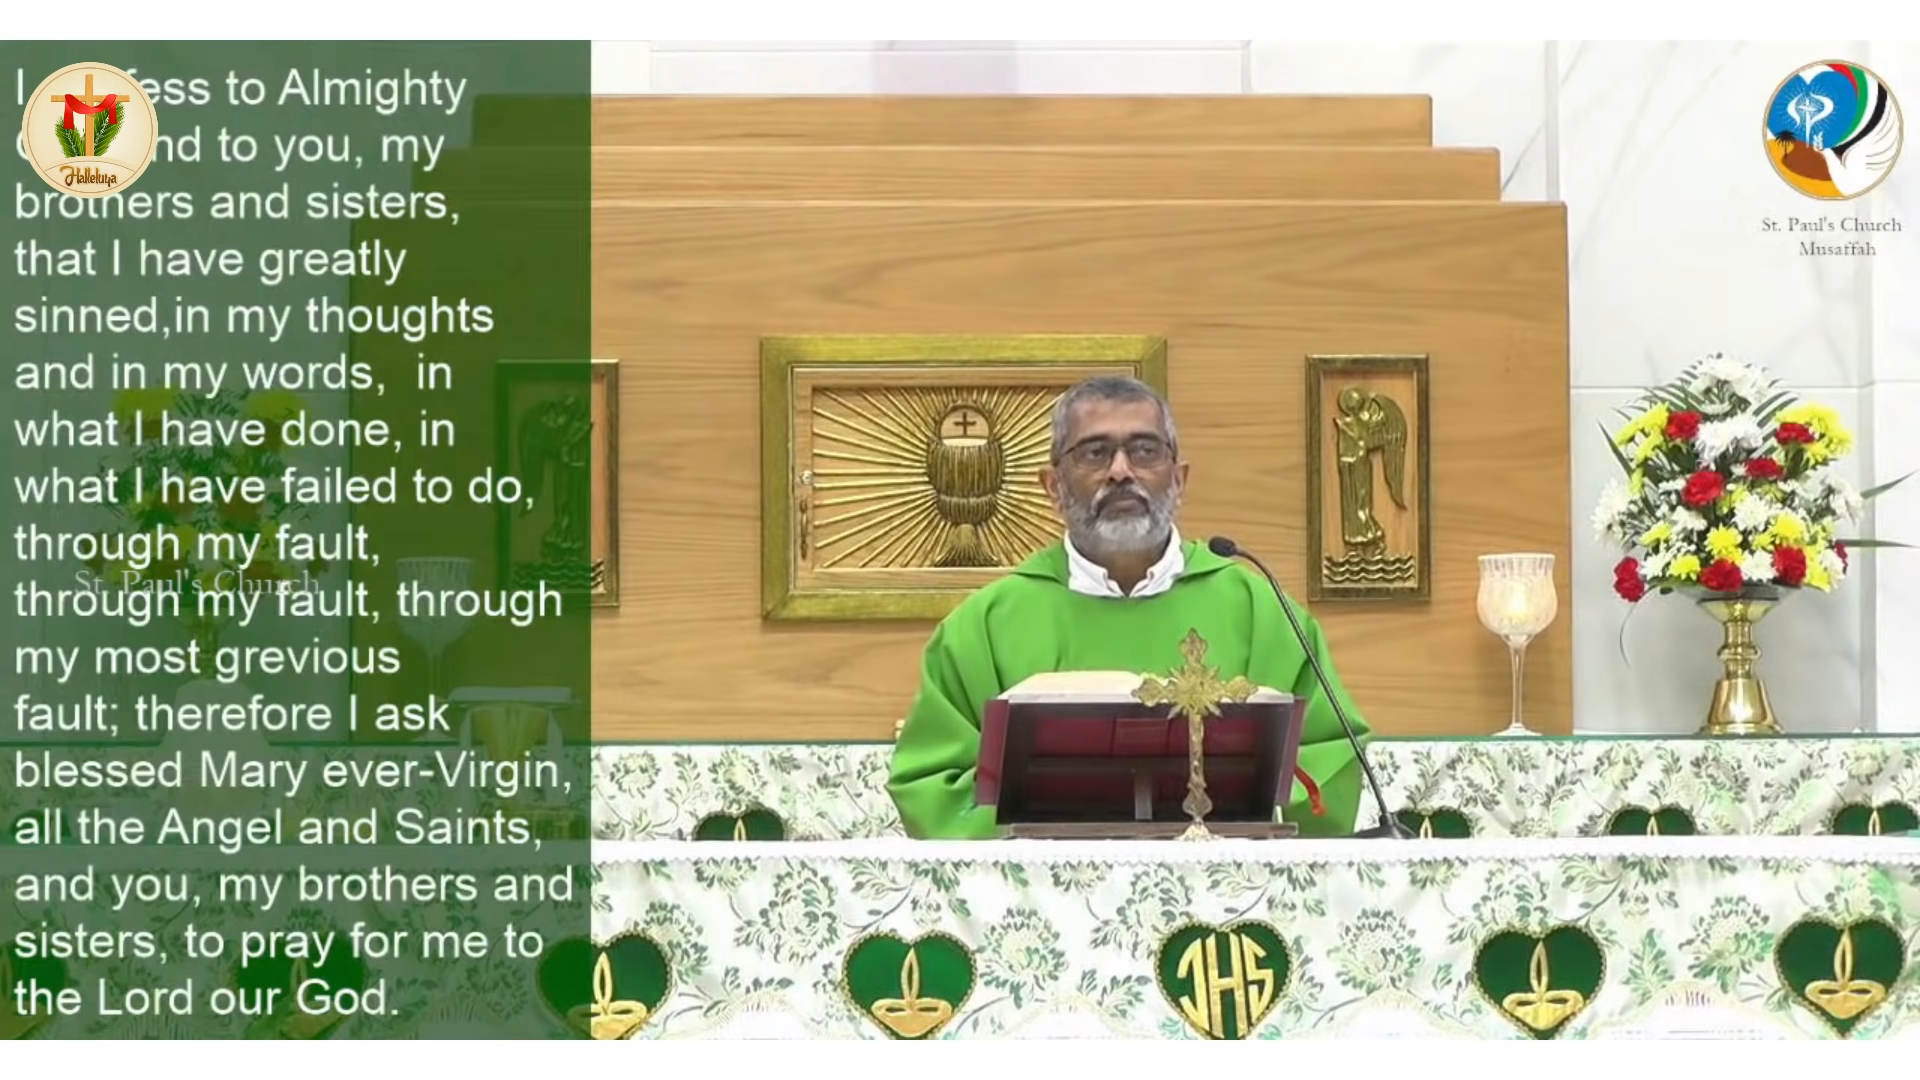 I fess to Almighty
nd to you, my
brothers and sisters,
that I have greatly
sinned,in my thoughts
and in my words, in
what I have done, in
what I have failed to do,
through my fault,
through my fault, through
my most grevious
fault; therefore I ask
blessed Mary ever-Virgin,
all the Angel and Saints,
and you, my brothers and
sisters, to pray for me to
the Lord our God.
Halleluya
St. Paul's Church
St. Paul's Church
Musaffah
JHS